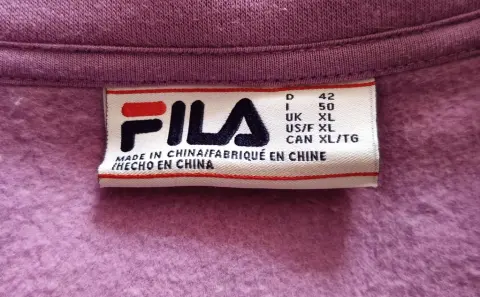 FILA
D 42
I 50
UK XL
US/F XL
CAN XL/TG
MADE IN CHINA/FABRIQUÉ EN CHINE
/HECHO EN CHINA